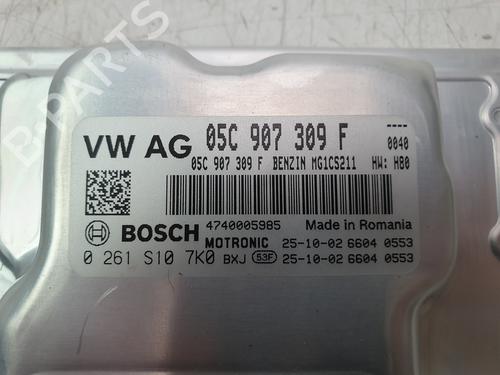 B-PARTS
VW AG 05C 907 309 F ----
0040
05C 907 309 F BENZIN MG1CS211 HW: H80
4740005985 Made in Romania
BOSCH MOTRONIC 25-10-02 6604 0553
0 261 S10 7K0 BXJ 53F 25-10-02 6604 0553